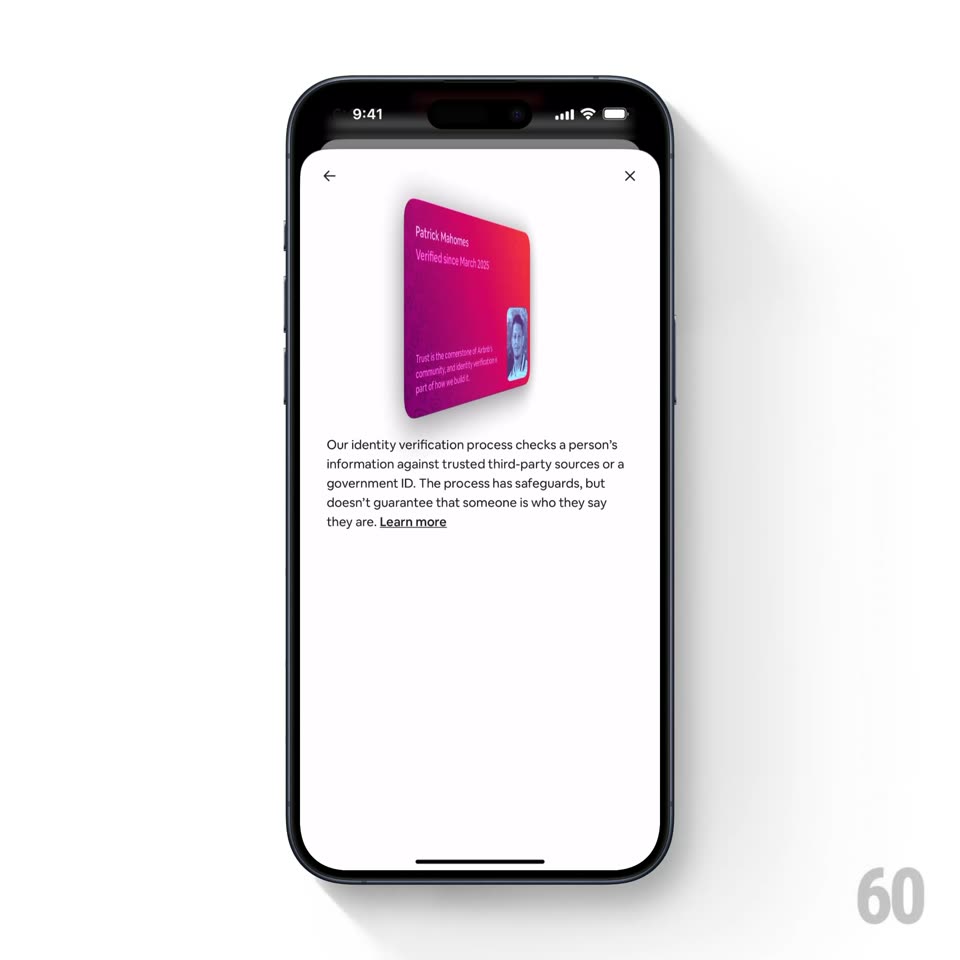 9:41
Patrick Mahomes
Verified since March 2025
Trust is the cornerstone of Airbnb's
community, and identity verification is
part of how we build it.
Our identity verification process checks a person’s
information against trusted third-party sources or a
government ID. The process has safeguards, but
doesn’t guarantee that someone is who they say
they are. Learn more
60